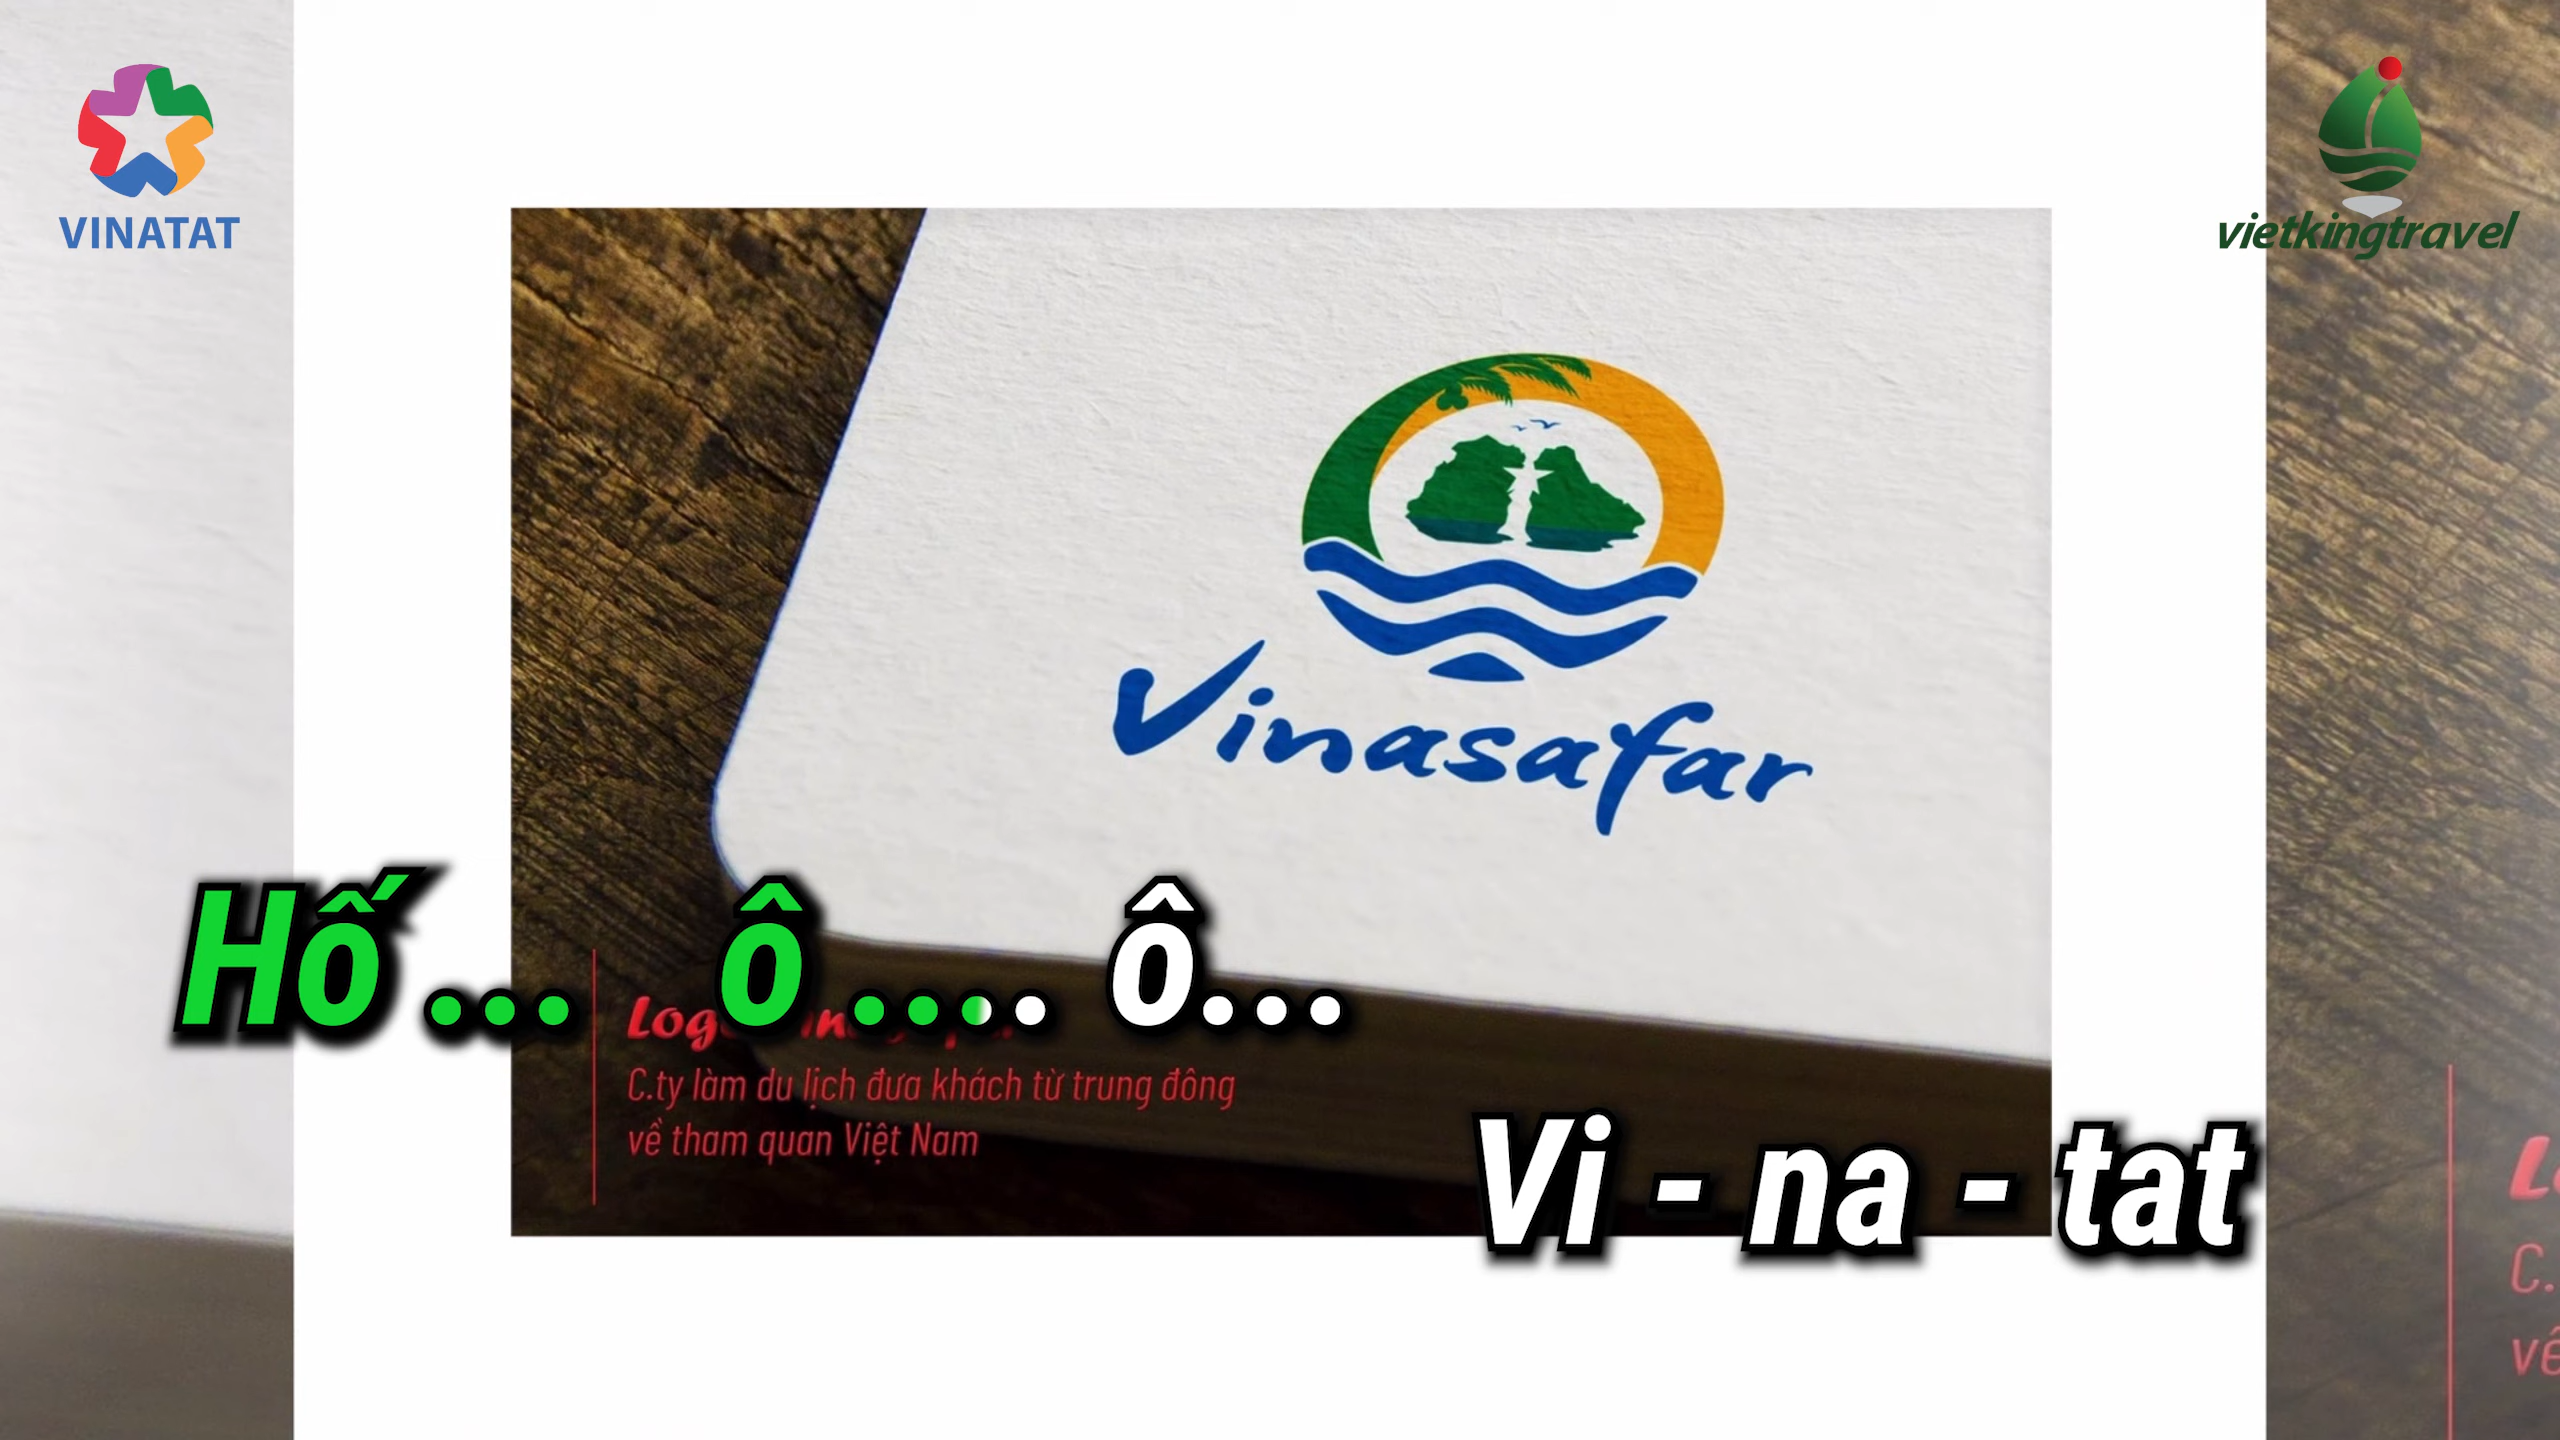 VINATAT
vietkingtravel
Vinasafar
Hố... ô.... ô...
C.ty làm du lịch đưa khách từ trung đông
về tham quan Việt Nam
Vi - na - tat